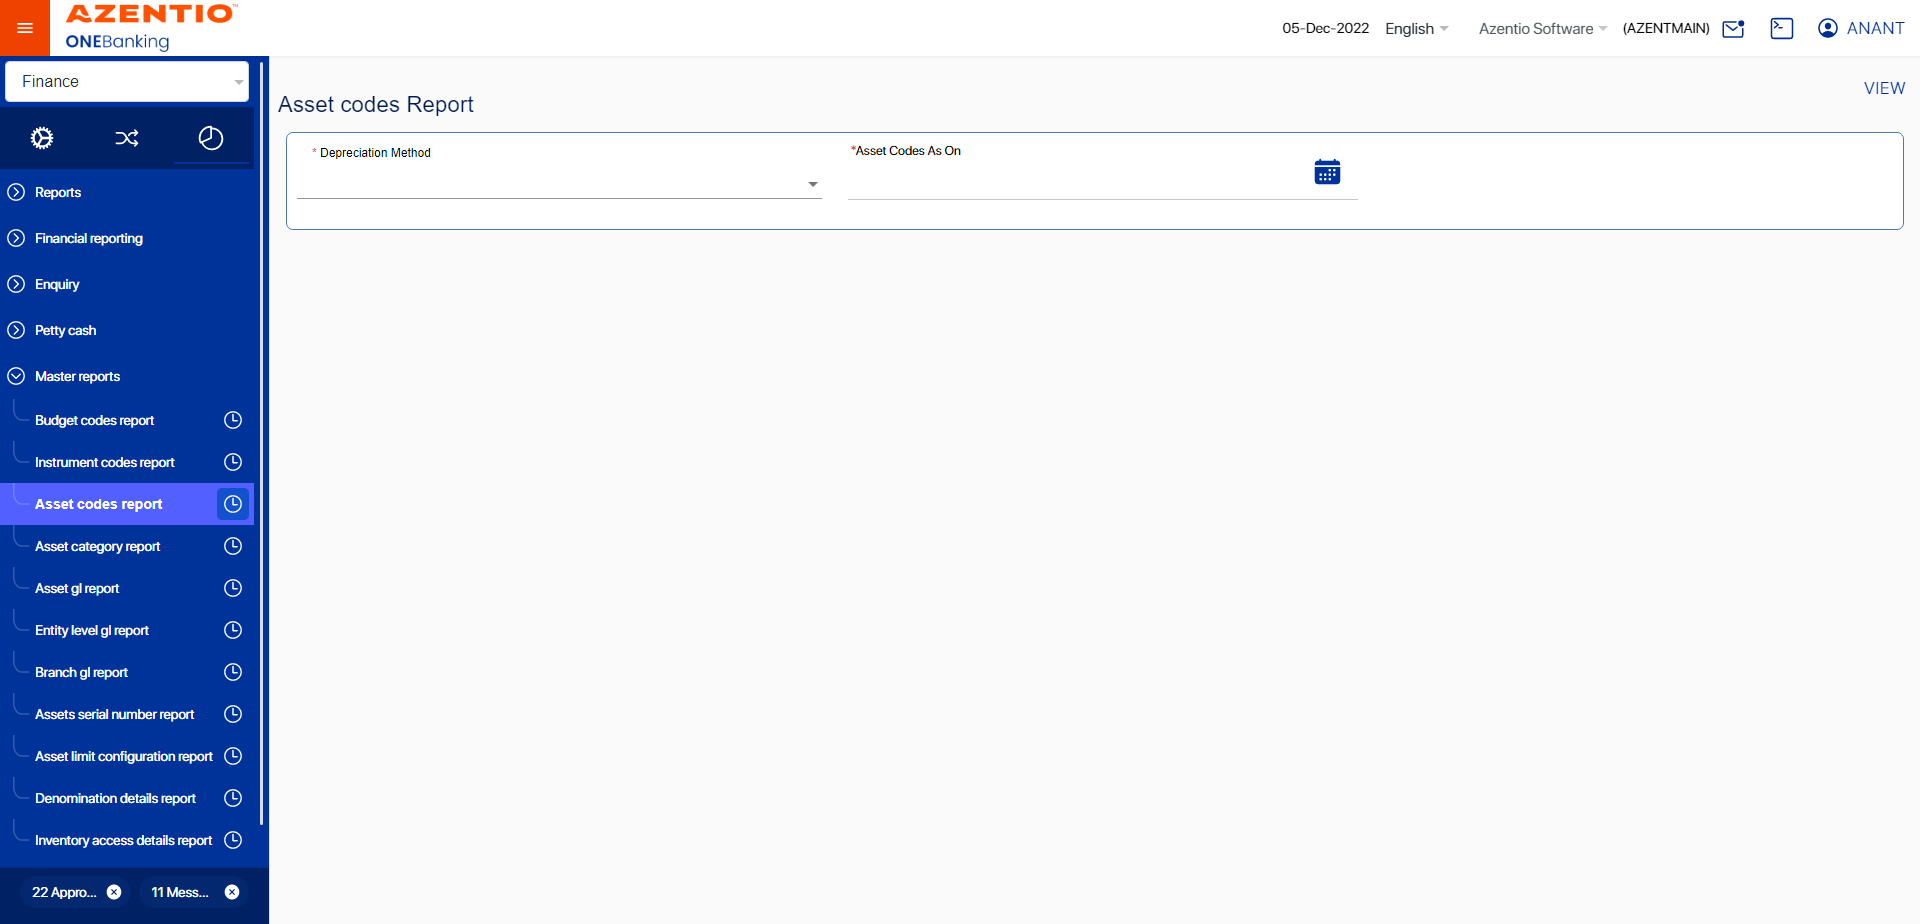 AZENTIO™
ONEBanking
05-Dec-2022 English Azentio Software (AZENTMAIN) ANANT
Finance
VIEW
Asset codes Report
* Depreciation Method
*Asset Codes As On
Reports
Financial reporting
Enquiry
Petty cash
Master reports
Budget codes report
Instrument codes report
Asset codes report
Asset category report
Asset gl report
Entity level gl report
Branch gl report
Assets serial number report
Asset limit configuration report
Denomination details report
Inventory access details report
22 Appro... 11 Mess...